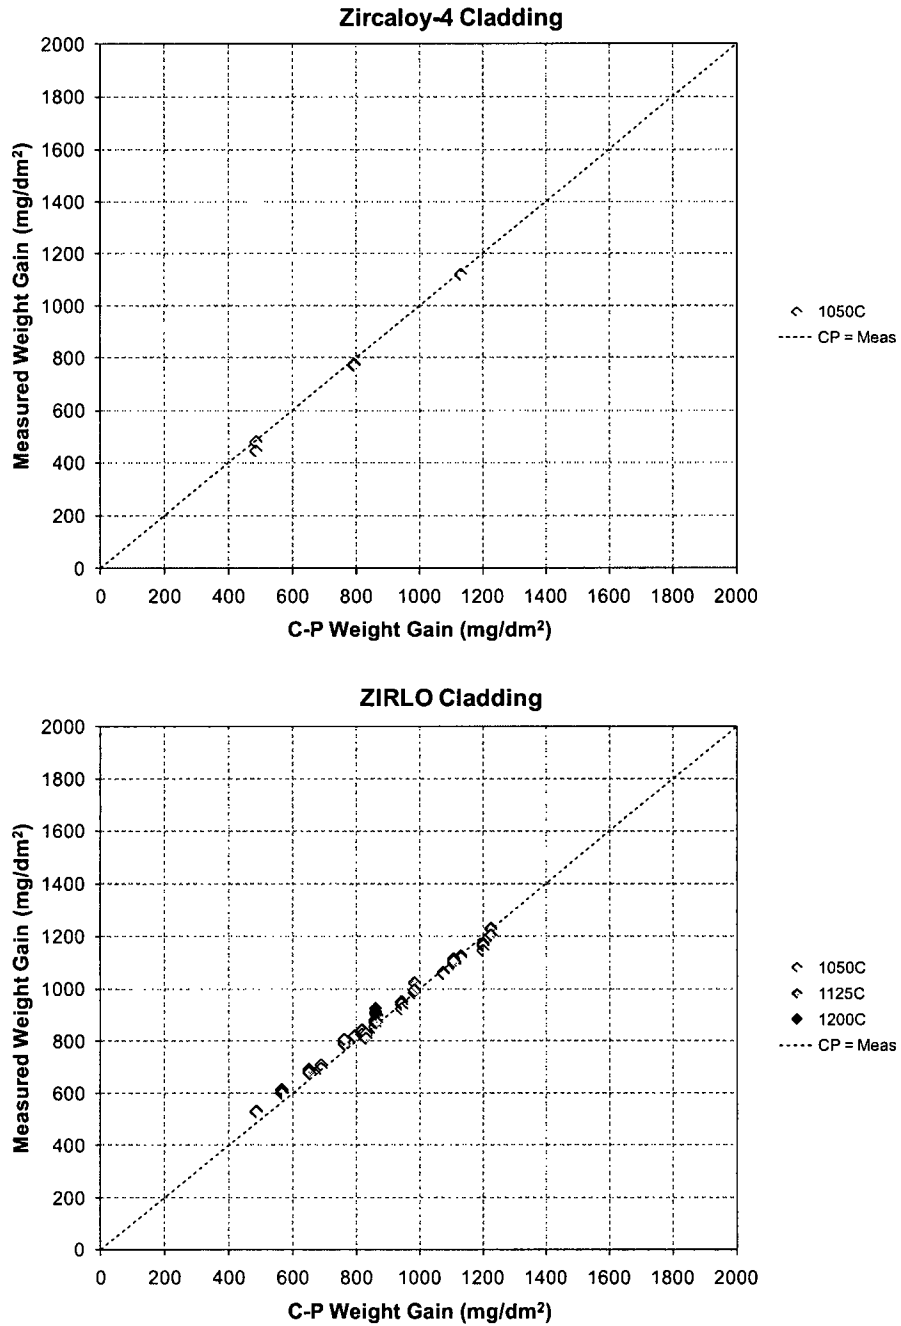 Zircaloy-4 Cladding
2000
1800
1600
1400
1200
1000
800
600
400
200
0
Measured Weight Gain (mg/dm²)
0 200 400 600 800 1000 1200 1400 1600 1800 2000
C-P Weight Gain (mg/dm²)
1050C
CP = Meas
ZIRLO Cladding
2000
1800
1600
1400
1200
1000
800
600
400
200
0
Measured Weight Gain (mg/dm²)
0 200 400 600 800 1000 1200 1400 1600 1800 2000
C-P Weight Gain (mg/dm²)
1050C
1125C
1200C
CP = Meas